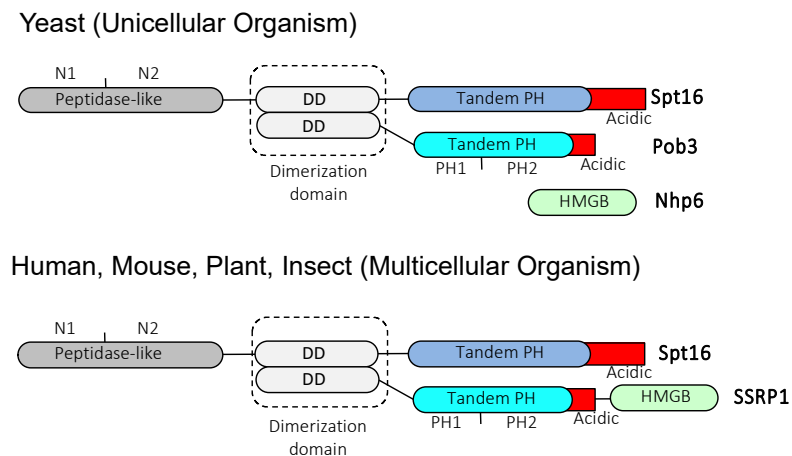 Yeast (Unicellular Organism)
N1 N2
Peptidase-like DD Tandem PH Spt16
Acidic
DD Tandem PH Pob3
Acidic
PH1 PH2
Dimerization
domain
HMGB Nhp6
Human, Mouse, Plant, Insect (Multicellular Organism)
N1 N2
Peptidase-like DD Tandem PH Spt16
Acidic
DD Tandem PH HMGB SSRP1
Acidic
PH1 PH2
Dimerization
domain